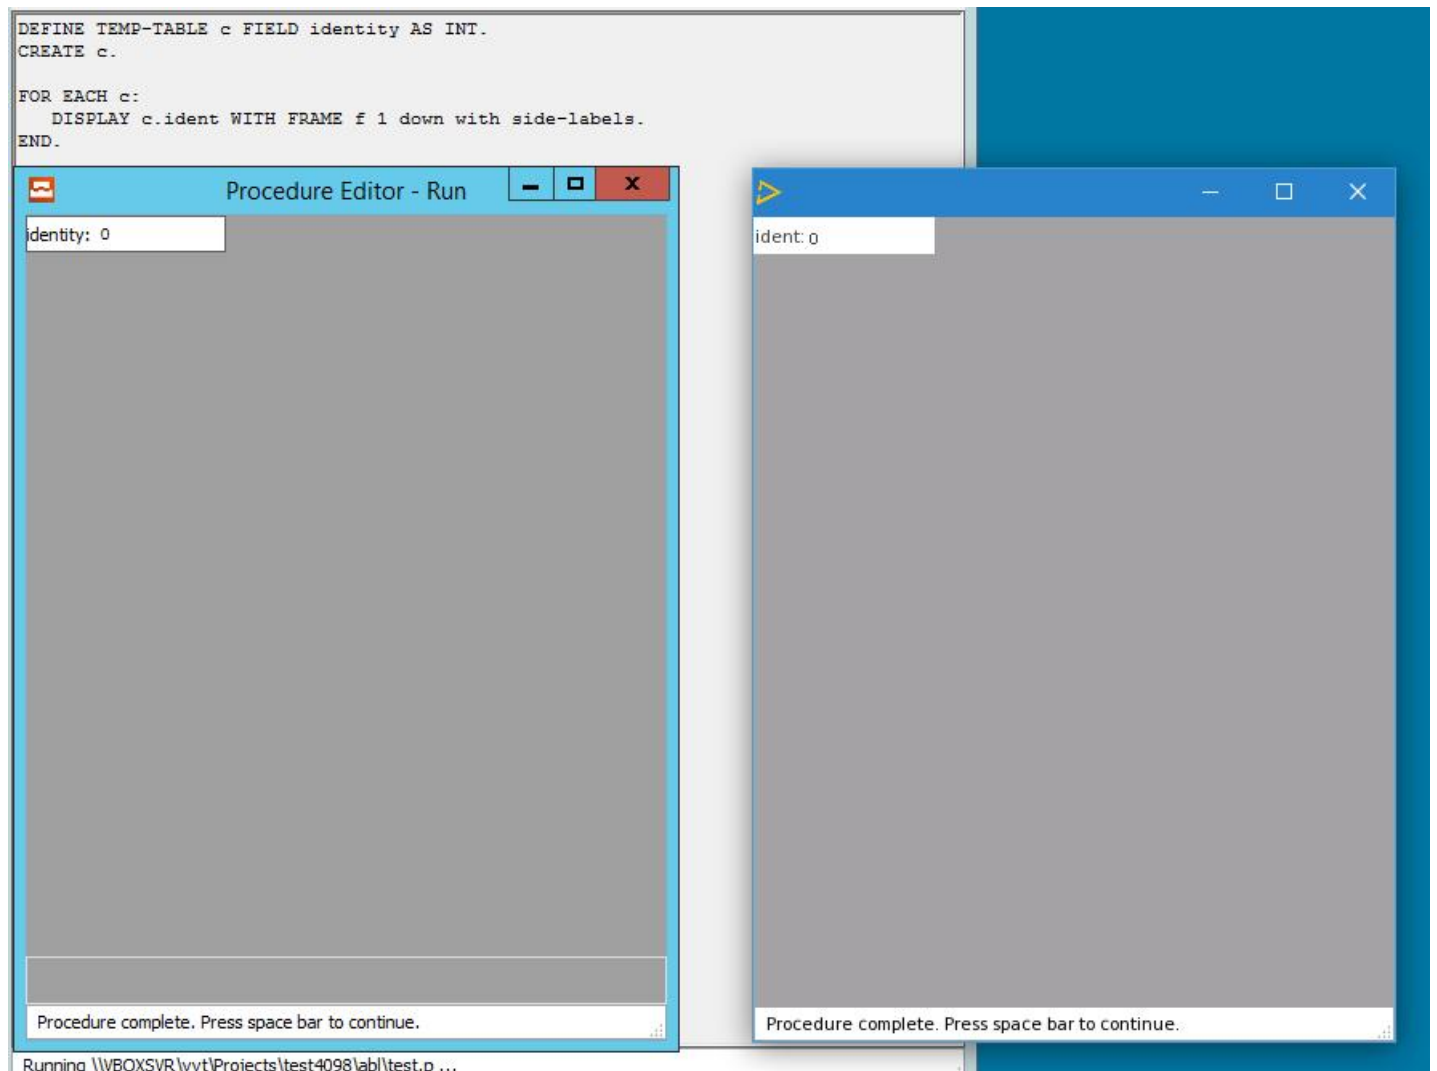 DEFINE TEMP-TABLE c FIELD identity AS INT.
CREATE c.
FOR EACH c:
DISPLAY c.ident WITH FRAME f 1 down with side-labels.
END.
Procedure Editor - Run
identity: 0
Procedure complete. Press space bar to continue.
ident: 0
Procedure complete. Press space bar to continue.
Running \\VBOXSVR\vvt\Projects\test4098\abl\test.p ...